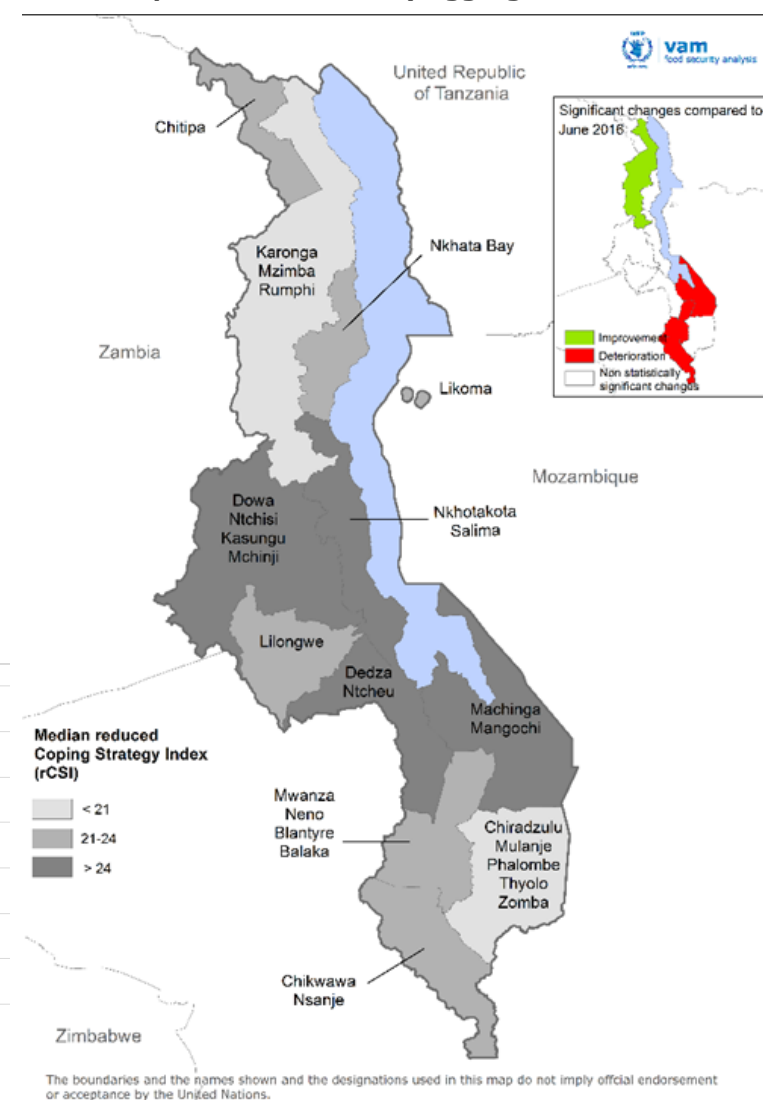 WFP
wfp.org
vam
food security analysis
United Republic
of Tanzania
Significant changes compared to
June 2016
Chitipa
Nkhata Bay
Karonga
Mzimba
Rumphi
Improvement
Deterioration
Non statistically
significant changes
Zambia
Likoma
Mozambique
Dowa
Ntchisi
Kasungu
Mchinji
Nkhotakota
Salima
Lilongwe
Dedza
Ntcheu
Machinga
Mangochi
Median reduced
Coping Strategy Index
(rCSI)
< 21
21-24
> 24
Mwanza
Neno
Blantyre
Balaka
Chiradzulu
Mulanje
Phalombe
Thyolo
Zomba
Chikwawa
Nsanje
Zimbabwe
The boundaries and the names shown and the designations used in this map do not imply offcial endorsement
or acceptance by the United Nations.